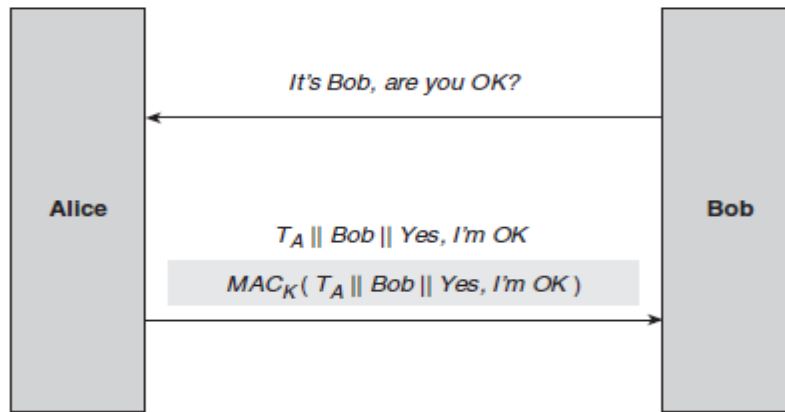 It's Bob, are you OK?
Alice
Bob
T_A || Bob || Yes, I'm OK
MAC_K ( T_A || Bob || Yes, I'm OK )